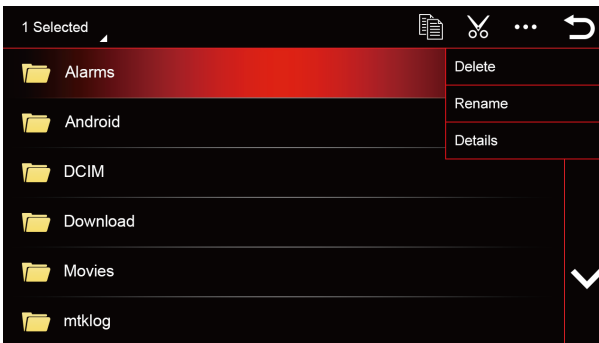 1 Selected
Alarms
Delete
Rename
Android
Details
DCIM
Download
Movies
mtklog